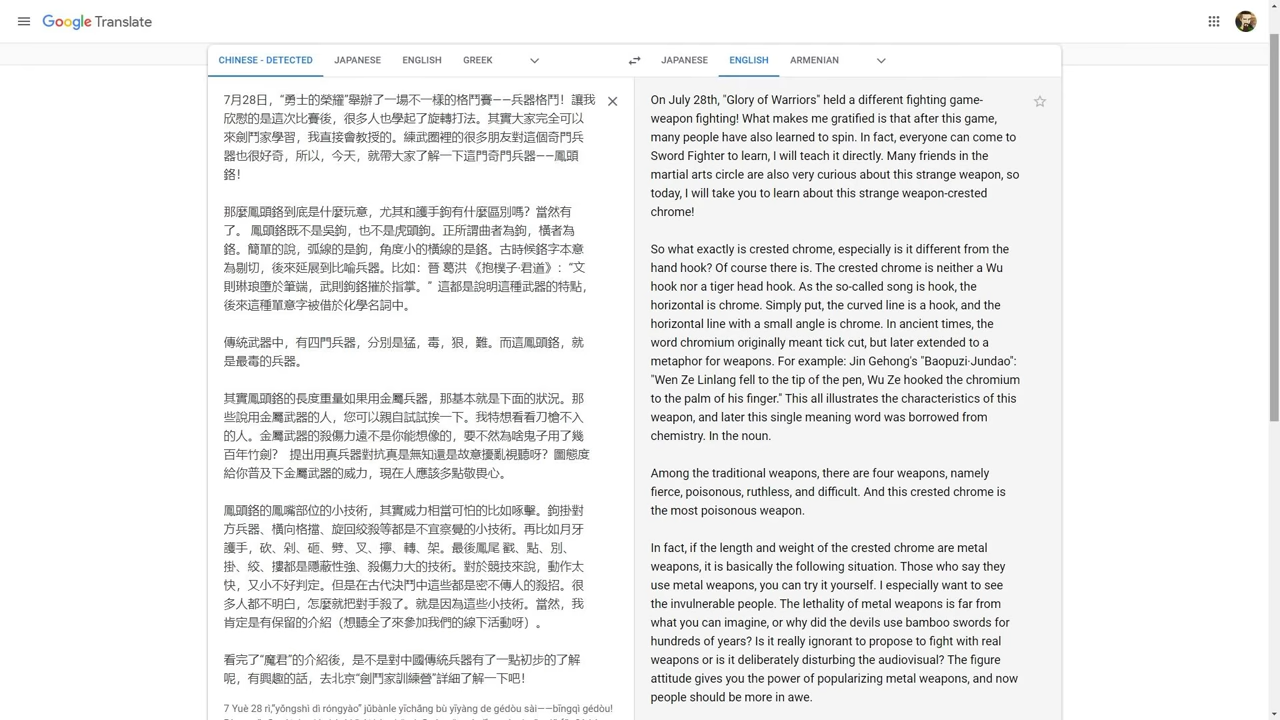 Google Translate
CHINESE - DETECTED
JAPANESE
ENGLISH
GREEK
JAPANESE
ENGLISH
ARMENIAN
7月28日，“勇士的榮耀”舉辦了一場不一樣的格鬥賽——兵器格鬥！讓我
欣慰的是這次比賽後，很多人也學起了旋轉打法。其實大家完全可以
來劍鬥家學習，我直接會教授的。練武圈裡的很多朋友對這個奇門兵
器也很好奇，所以，今天，就帶大家了解一下這門奇門兵器——鳳頭
鉻！
那麼鳳頭鉻到底是什麼玩意，尤其和護手鉤有什麼區別嗎？當然有
了。 鳳頭鉻既不是吳鉤，也不是虎頭鉤。正所謂曲者為鉤，橫者為
鉻。簡單的說，弧線的是鉤，角度小的橫線的是鉻。古時候鉻字本意
為剔切，後來延展到比喻兵器。比如：晉 葛洪 《抱樸子·君道》：“文
則琳琅墮於筆端，武則鉤鉻摧於指掌。” 這都是說明這種武器的特點，
後來這種單意字被借於化學名詞中。
傳統武器中，有四門兵器，分別是猛，毒，狠，難。而這鳳頭鉻，就
是最毒的兵器。
其實鳳頭鉻的長度重量如果用金屬兵器，那基本就是下面的狀況。那
些說用金屬武器的人，您可以親自試試挨一下。我特想看看刀槍不入
的人。金屬武器的殺傷力遠不是你能想像的，要不然為啥鬼子用了幾
百年竹劍？ 提出用真兵器對抗真是無知還是故意擾亂視聽呀？圖態度
給你普及下金屬武器的威力，現在人應該多點敬畏心。
鳳頭鉻的鳳嘴部位的小技術，其實威力相當可怕的比如啄擊。鉤掛對
方兵器、橫向格擋、旋回絞殺等都是不宜察覺的小技術。再比如月牙
護手，砍、剁、砸、劈、叉、擰、轉、架。最後鳳尾 戳、點、別、
掛、絞、摟都是隱蔽性強、殺傷力大的技術。對於競技來說，動作太
快，又小不好判定。但是在古代決鬥中這些都是密不傳人的殺招。很
多人都不明白，怎麼就把對手殺了。就是因為這些小技術。當然，我
肯定是有保留的介紹（想聽全了來參加我們的線下活動呀）。
看完了“魔君”的介紹後，是不是對中國傳統兵器有了一點初步的了解
呢，有興趣的話，去北京“劍鬥家訓練營”詳細了解一下吧！
7 Yuè 28 rì,“yǒngshì dì róngyào” jǔbànle yīchǎng bù yīyàng de gédòu sài——bīngqì gédòu!
On July 28th, "Glory of Warriors" held a different fighting game-
weapon fighting! What makes me gratified is that after this game,
many people have also learned to spin. In fact, everyone can come to
Sword Fighter to learn, I will teach it directly. Many friends in the
martial arts circle are also very curious about this strange weapon, so
today, I will take you to learn about this strange weapon-crested
chrome!
So what exactly is crested chrome, especially is it different from the
hand hook? Of course there is. The crested chrome is neither a Wu
hook nor a tiger head hook. As the so-called song is hook, the
horizontal is chrome. Simply put, the curved line is a hook, and the
horizontal line with a small angle is chrome. In ancient times, the
word chromium originally meant tick cut, but later extended to a
metaphor for weapons. For example: Jin Gehong's "Baopuzi·Jundao":
"Wen Ze Linlang fell to the tip of the pen, Wu Ze hooked the chromium
to the palm of his finger." This all illustrates the characteristics of this
weapon, and later this single meaning word was borrowed from
chemistry. In the noun.
Among the traditional weapons, there are four weapons, namely
fierce, poisonous, ruthless, and difficult. And this crested chrome is
the most poisonous weapon.
In fact, if the length and weight of the crested chrome are metal
weapons, it is basically the following situation. Those who say they
use metal weapons, you can try it yourself. I especially want to see
the invulnerable people. The lethality of metal weapons is far from
what you can imagine, or why did the devils use bamboo swords for
hundreds of years? Is it really ignorant to propose to fight with real
weapons or is it deliberately disturbing the audiovisual? The figure
attitude gives you the power of popularizing metal weapons, and now
people should be more in awe.